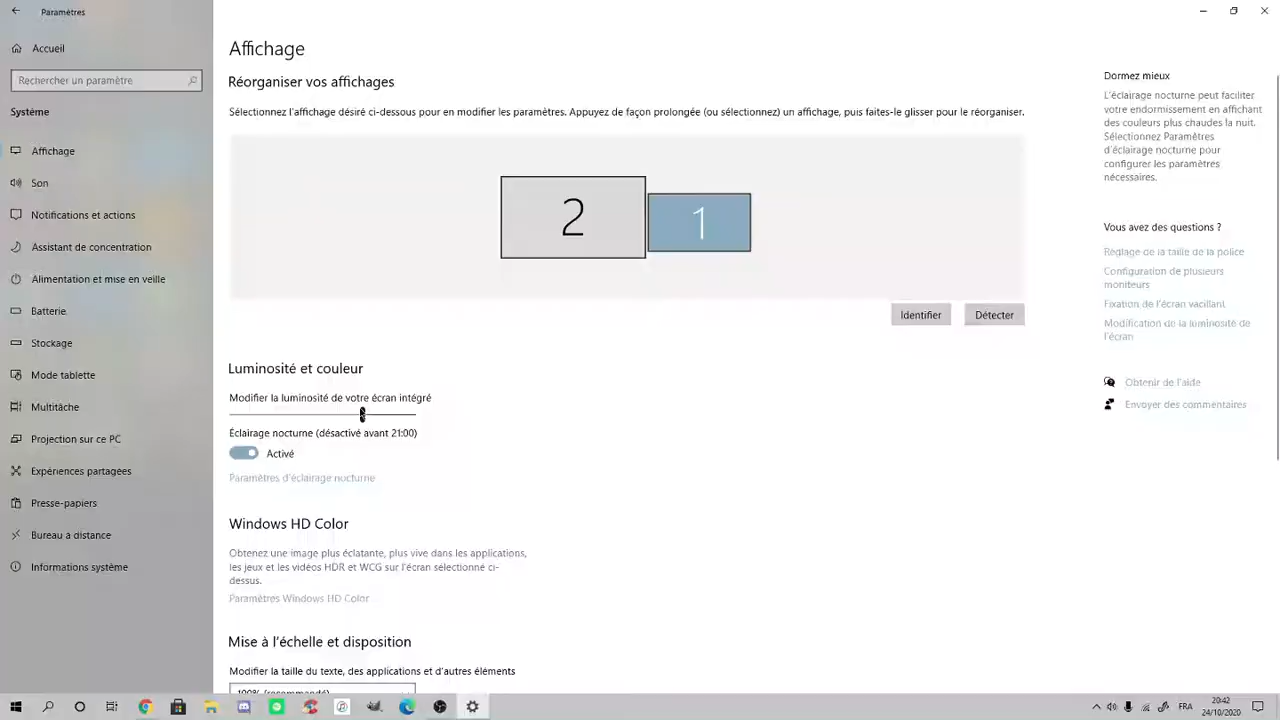 Paramètres
Accueil
Rechercher un paramètre
Système
Affichage
Son
Notifications et actions
Assistant de concentration
Alimentation et mise en veille
Batterie
Stockage
Mode tablette
Multitâche
Projection sur ce PC
Expériences partagées
Presse-papiers
Bureau à distance
Informations système
Affichage
Réorganiser vos affichages
Sélectionnez l'affichage désiré ci-dessous pour en modifier les paramètres. Appuyez de façon prolongée (ou sélectionnez) un affichage, puis faites-le glisser pour le réorganiser.
2
1
Identifier
Détecter
Luminosité et couleur
Modifier la luminosité de votre écran intégré
Éclairage nocturne (désactivé avant 21:00)
Activé
Paramètres d'éclairage nocturne
Windows HD Color
Obtenez une image plus éclatante, plus vive dans les applications,
les jeux et les vidéos HDR et WCG sur l'écran sélectionné ci-
dessus.
Paramètres Windows HD Color
Mise à l'échelle et disposition
Modifier la taille du texte, des applications et d'autres éléments
100% (recommandé)
Dormez mieux
L'éclairage nocturne peut faciliter
votre endormissement en affichant
des couleurs plus chaudes la nuit.
Sélectionnez Paramètres
d'éclairage nocturne pour
configurer les paramètres
nécessaires.
Vous avez des questions ?
Réglage de la taille de la police
Configuration de plusieurs
moniteurs
Fixation de l'écran vacillant
Modification de la luminosité de
l'écran
Obtenir de l'aide
Envoyer des commentaires
FRA
20:42
24/10/2020